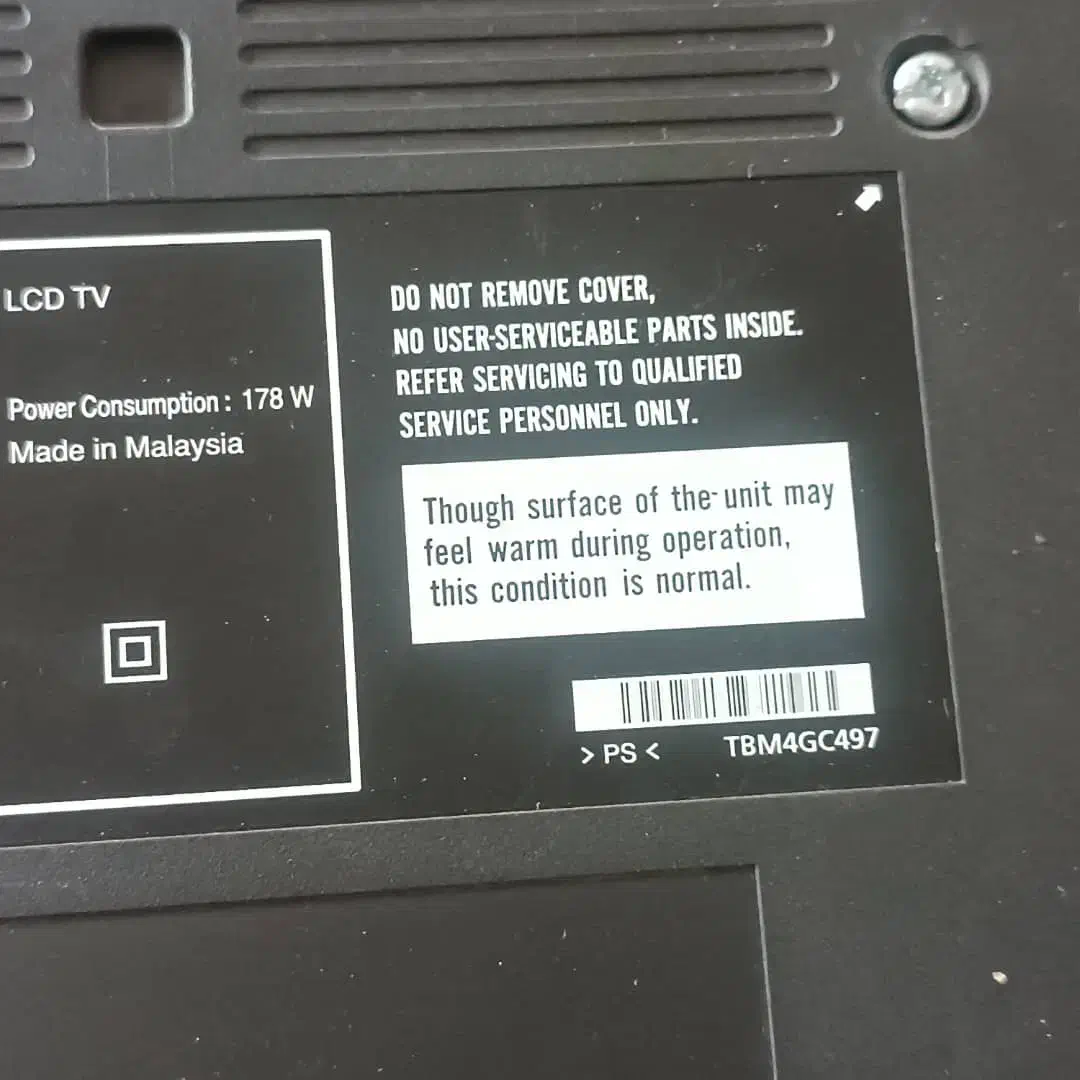 LCD TV
Power Consumption : 178 W
Made in Malaysia
DO NOT REMOVE COVER,
NO USER-SERVICEABLE PARTS INSIDE.
REFER SERVICING TO QUALIFIED
SERVICE PERSONNEL ONLY.
Though surface of the unit may
feel warm during operation,
this condition is normal.
> PS < TBM4GC497